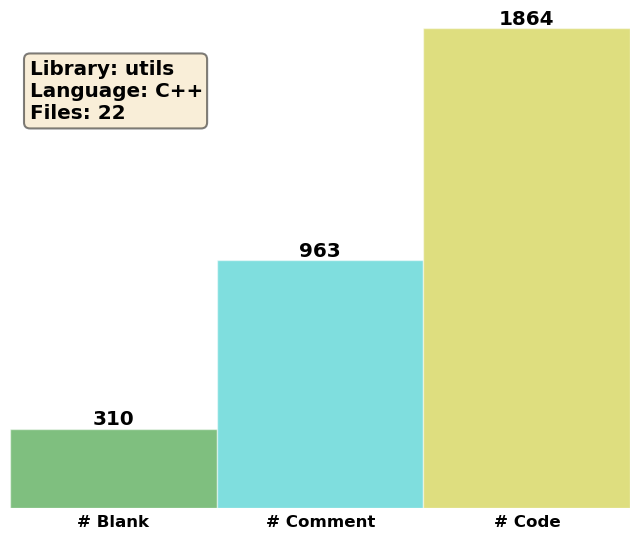 1864
Library: utils
Language: C++
Files: 22
963
310
# Blank
# Comment
# Code